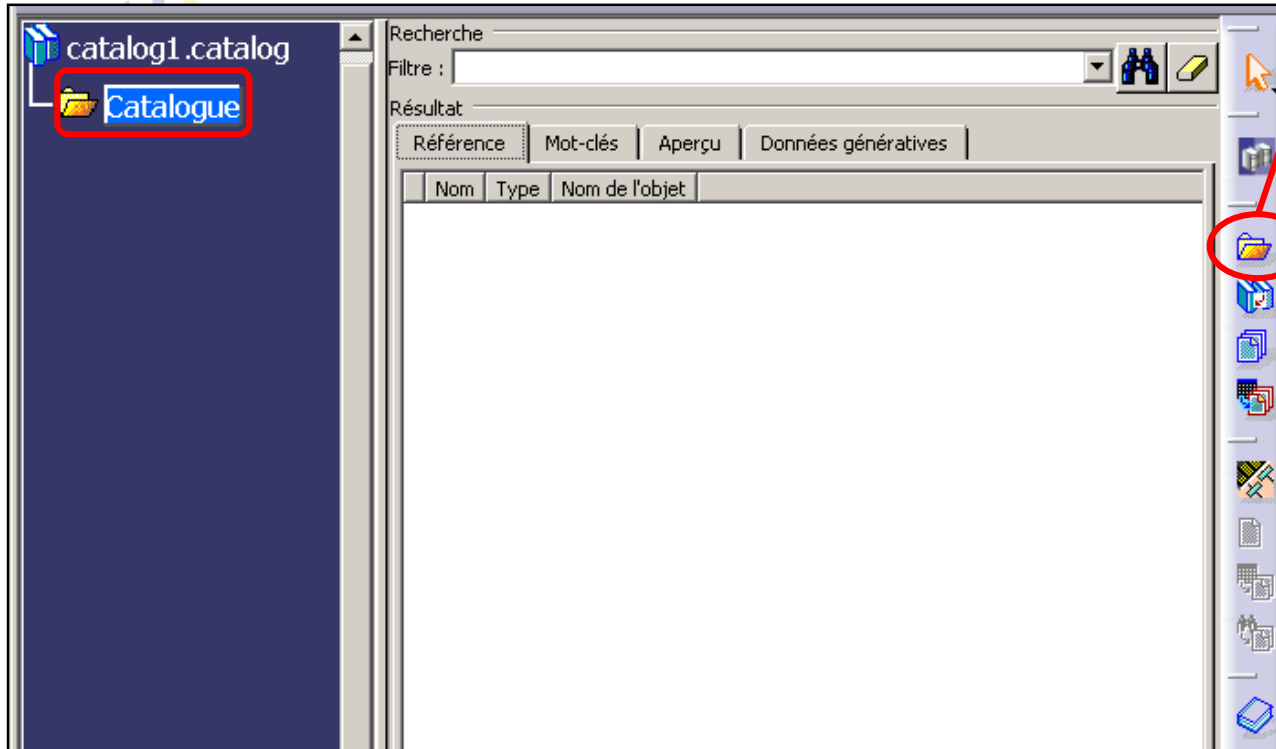 catalog1.catalog
Catalogue
Recherche
Filtre :
Résultat
Référence Mot-clés Aperçu Données génératives
Nom Type Nom de l'objet